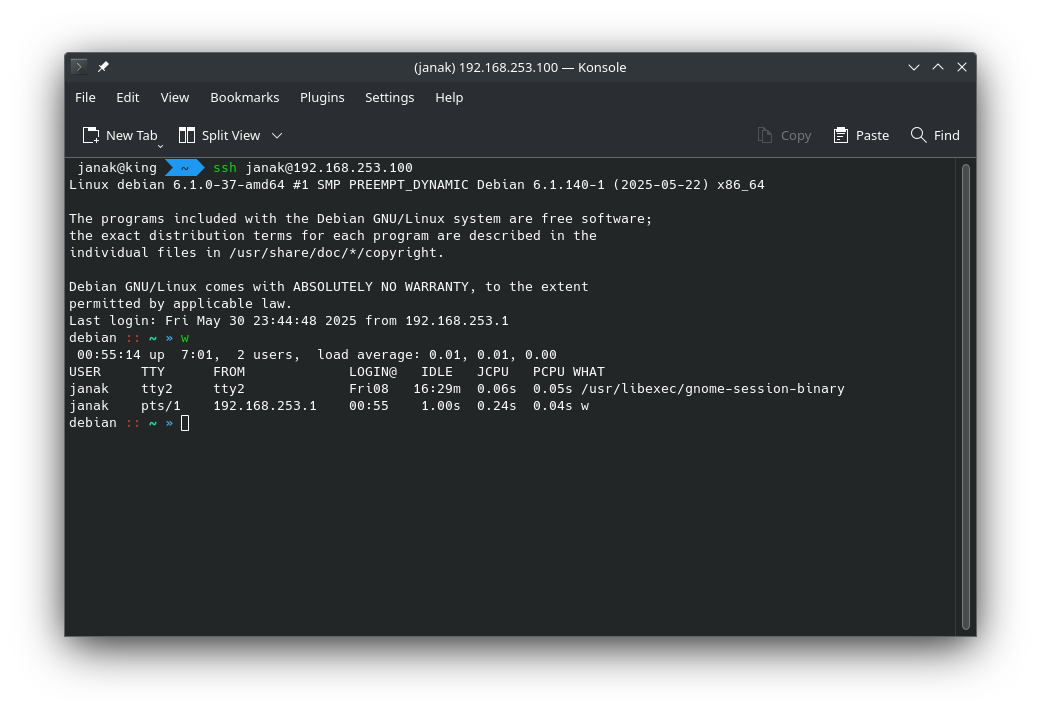 (janak) 192.168.253.100 — Konsole
File Edit View Bookmarks Plugins Settings Help
New Tab Split View Copy Paste Find
janak@king ~ ssh janak@192.168.253.100
Linux debian 6.1.0-37-amd64 #1 SMP PREEMPT_DYNAMIC Debian 6.1.140-1 (2025-05-22) x86_64
The programs included with the Debian GNU/Linux system are free software;
the exact distribution terms for each program are described in the
individual files in /usr/share/doc/*/copyright.
Debian GNU/Linux comes with ABSOLUTELY NO WARRANTY, to the extent
permitted by applicable law.
Last login: Fri May 30 23:44:48 2025 from 192.168.253.1
debian :: ~ » w
00:55:14 up  7:01,  2 users,  load average: 0.01, 0.01, 0.00
USER     TTY      FROM             LOGIN@   IDLE   JCPU   PCPU WHAT
janak    tty2     tty2             Fri08   16:29m  0.06s  0.05s /usr/libexec/gnome-session-binary
janak    pts/1    192.168.253.1    00:55    1.00s  0.24s  0.04s w
debian :: ~ »